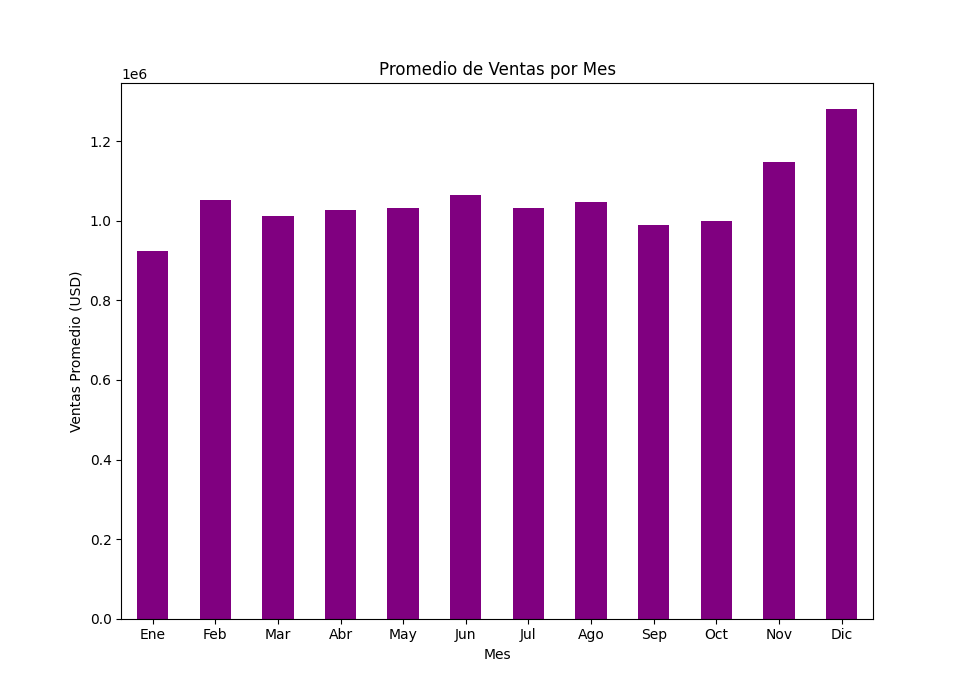 Promedio de Ventas por Mes
1e6
1.2
1.0
0.8
0.6
0.4
0.2
0.0
Ventas Promedio (USD)
Ene Feb Mar Abr May Jun Jul Ago Sep Oct Nov Dic
Mes